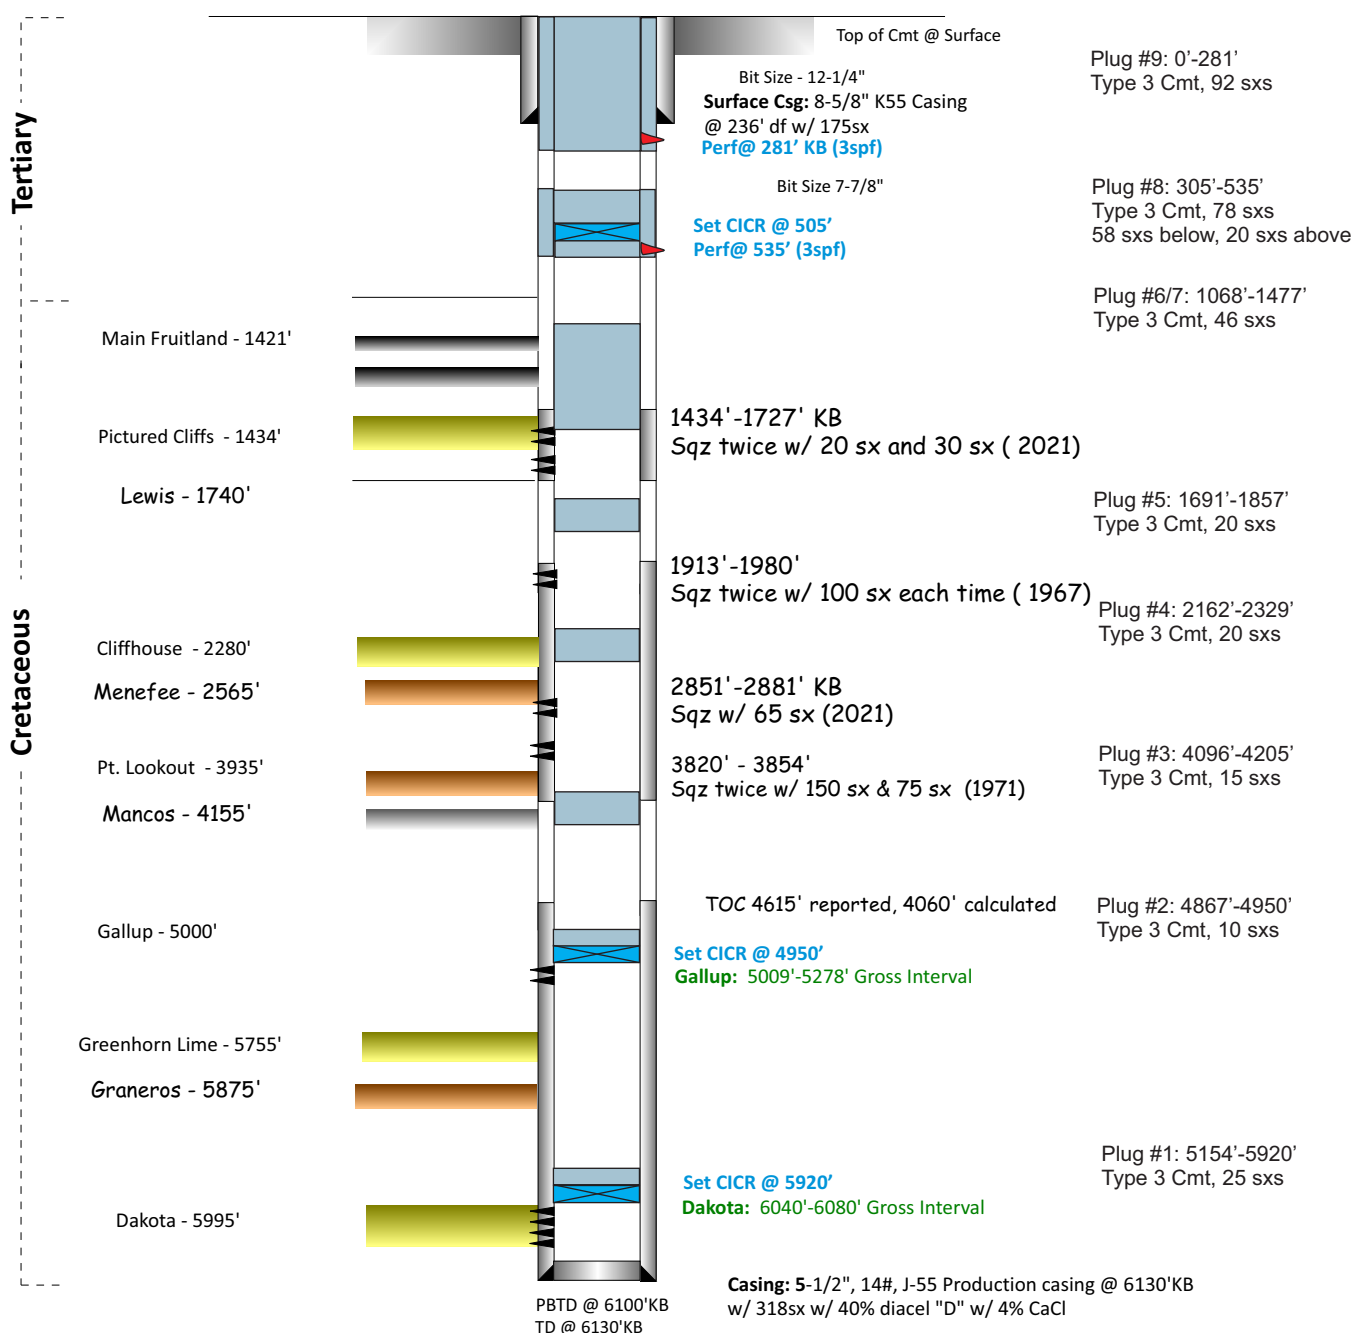 Top of Cmt @ Surface
Plug #9: 0’-281’
Type 3 Cmt, 92 sxs
Bit Size - 12-1/4"
Surface Csg: 8-5/8" K55 Casing
@ 236' df w/ 175sx
Perf@ 281’ KB (3spf)
Tertiary
Bit Size 7-7/8"
Plug #8: 305’-535’
Type 3 Cmt, 78 sxs
58 sxs below, 20 sxs above
Set CICR @ 505’
Perf@ 535’ (3spf)
Plug #6/7: 1068’-1477’
Type 3 Cmt, 46 sxs
Main Fruitland - 1421'
Pictured Cliffs - 1434'
1434'-1727' KB
Sqz twice w/ 20 sx and 30 sx ( 2021)
Lewis - 1740'
Plug #5: 1691’-1857’
Type 3 Cmt, 20 sxs
1913'-1980'
Sqz twice w/ 100 sx each time ( 1967)
Plug #4: 2162’-2329’
Type 3 Cmt, 20 sxs
Cretaceous
Cliffhouse - 2280'
Menefee - 2565'
2851'-2881' KB
Sqz w/ 65 sx (2021)
Pt. Lookout - 3935'
3820' - 3854'
Sqz twice w/ 150 sx & 75 sx (1971)
Plug #3: 4096’-4205’
Type 3 Cmt, 15 sxs
Mancos - 4155'
TOC 4615' reported, 4060' calculated
Plug #2: 4867’-4950’
Type 3 Cmt, 10 sxs
Gallup - 5000'
Set CICR @ 4950’
Gallup: 5009'-5278' Gross Interval
Greenhorn Lime - 5755'
Graneros - 5875'
Plug #1: 5154’-5920’
Type 3 Cmt, 25 sxs
Set CICR @ 5920’
Dakota: 6040'-6080' Gross Interval
Dakota - 5995'
Casing: 5-1/2", 14#, J-55 Production casing @ 6130'KB
w/ 318sx w/ 40% diacel "D" w/ 4% CaCl
PBTD @ 6100'KB
TD @ 6130'KB